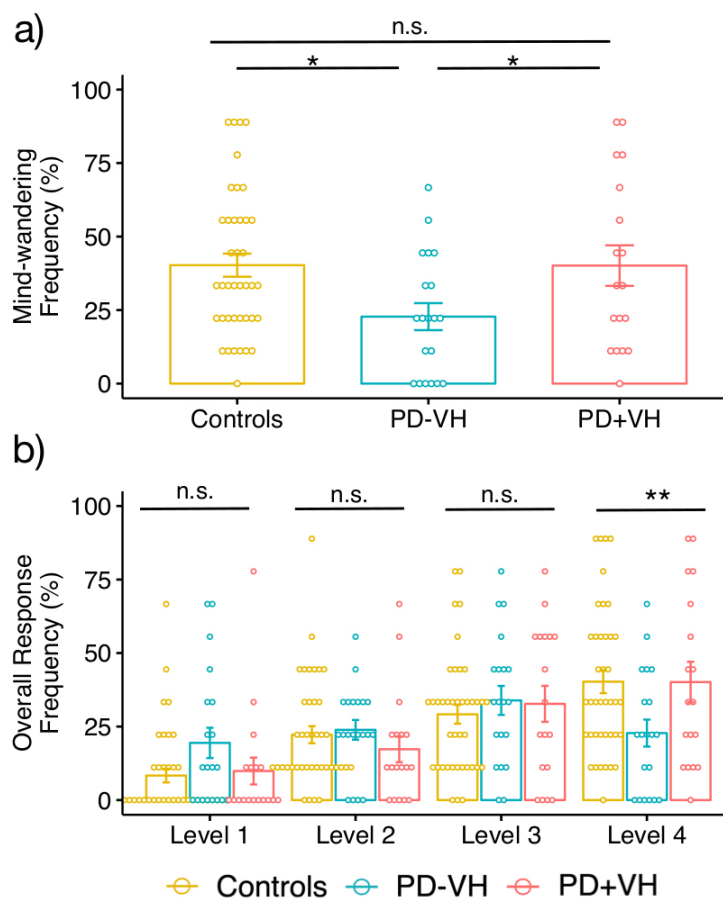 a)
n.s.
* *
Mind-wandering
Frequency (%)
100
75
50
25
0
Controls PD-VH PD+VH
b)
n.s. n.s. n.s. **
Overall Response
Frequency (%)
100
75
50
25
0
Level 1 Level 2 Level 3 Level 4
Controls PD-VH PD+VH